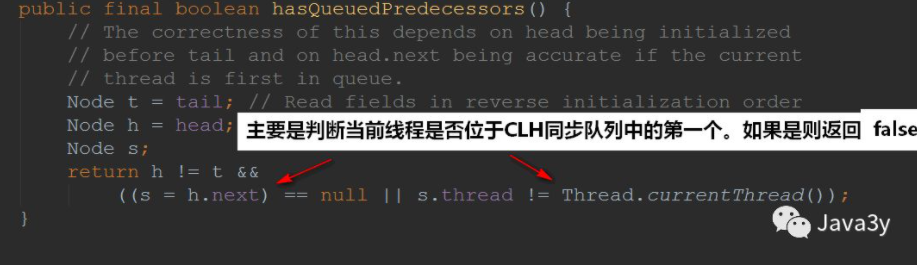 public final boolean hasQueuedPredecessors() {
// The correctness of this depends on head being initialized
// before tail and on head.next being accurate if the current
// thread is first in queue.
Node t = tail; // Read fields in reverse initialization order
Node h = head;
主要是判断当前线程是否位于CLH同步队列中的第一个。如果是则返回 false
Node s;
return h != t &&
((s = h.next) == null || s.thread != Thread.currentThread());
}
Java3y